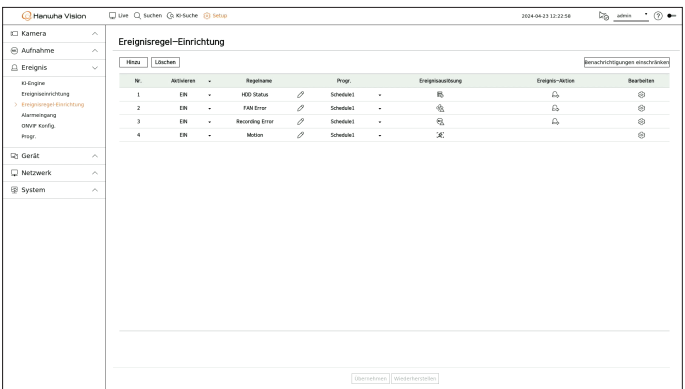 Hanwha Vision Live Suchen KI-Suche Setup 2024-04-23 12:22:58 admin ?
Kamera
Aufnahme
Ereignis
KI-Engine
Ereigniseinrichtung
> Ereignisregel-Einrichtung
Alarmeingang
ONVIF Konfig.
Progr.
Gerät
Netzwerk
System
Ereignisregel-Einrichtung
Hinzu Löschen Benachrichtigungen einschränken
Nr. Aktivieren Regelname Progr. Ereignisauslösung Ereignis-Aktion Bearbeiten
1 EIN HDD Status Schedule1
2 EIN FAN Error Schedule1
3 EIN Recording Error Schedule1
4 EIN Motion Schedule1
Übernehmen Wiederherstellen